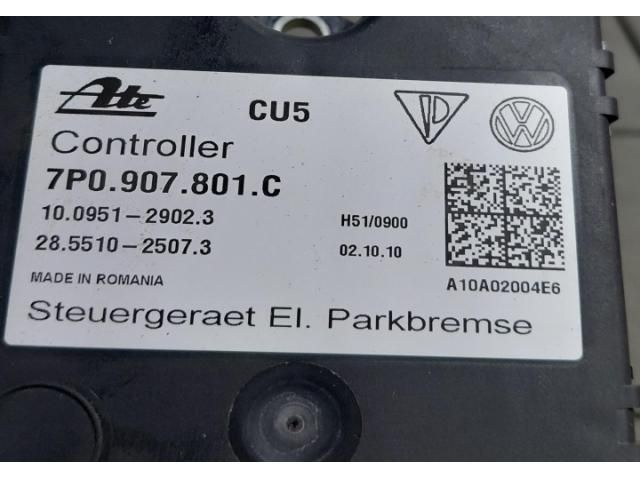 Ate CU5
Controller
7P0.907.801.C
10.0951-2902.3 H51/0900
28.5510-2507.3 02.10.10
MADE IN ROMANIA A10A02004E6
Steuergeraet El. Parkbremse